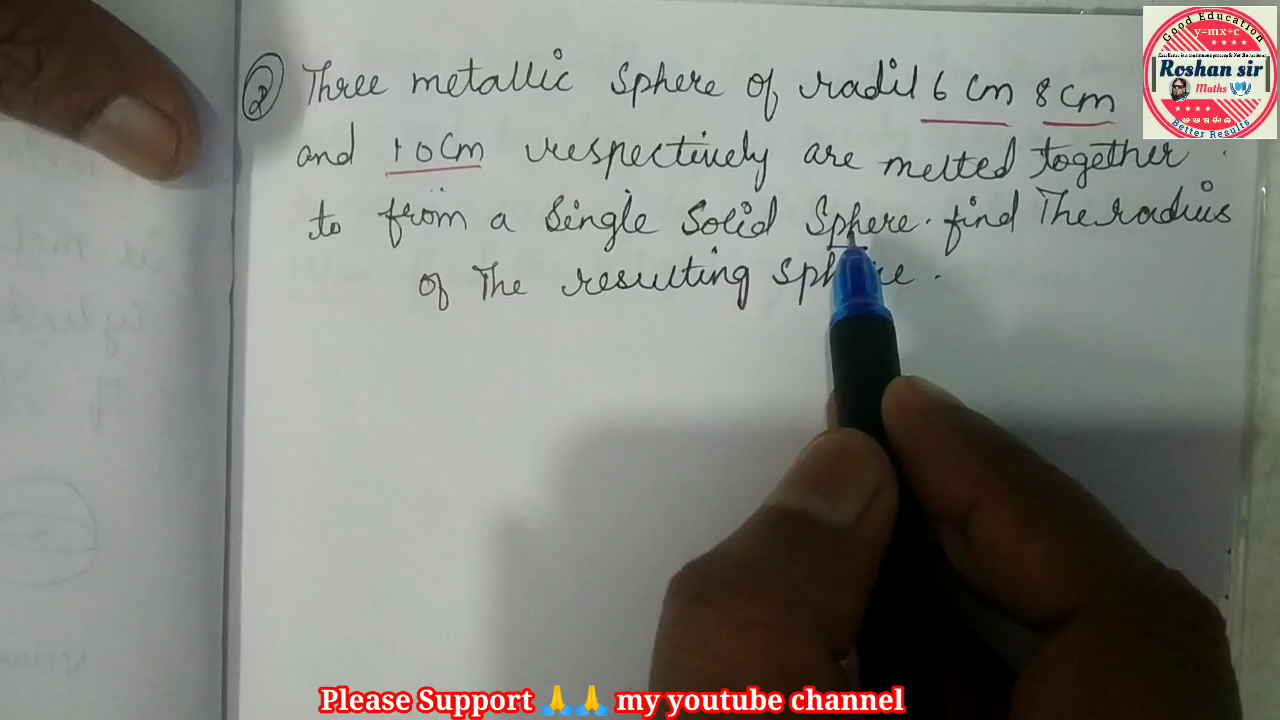 ② Three metallic Sphere of radii 6 Cm 8 Cm
and 10 Cm respectively are melted together
to from a Single Solid Sphere. find The radius
of The resulting Sphere.
Good Education
y=mx+c
Roshan sir
Maths
Better Results
Please Support 🙏🙏 my youtube channel